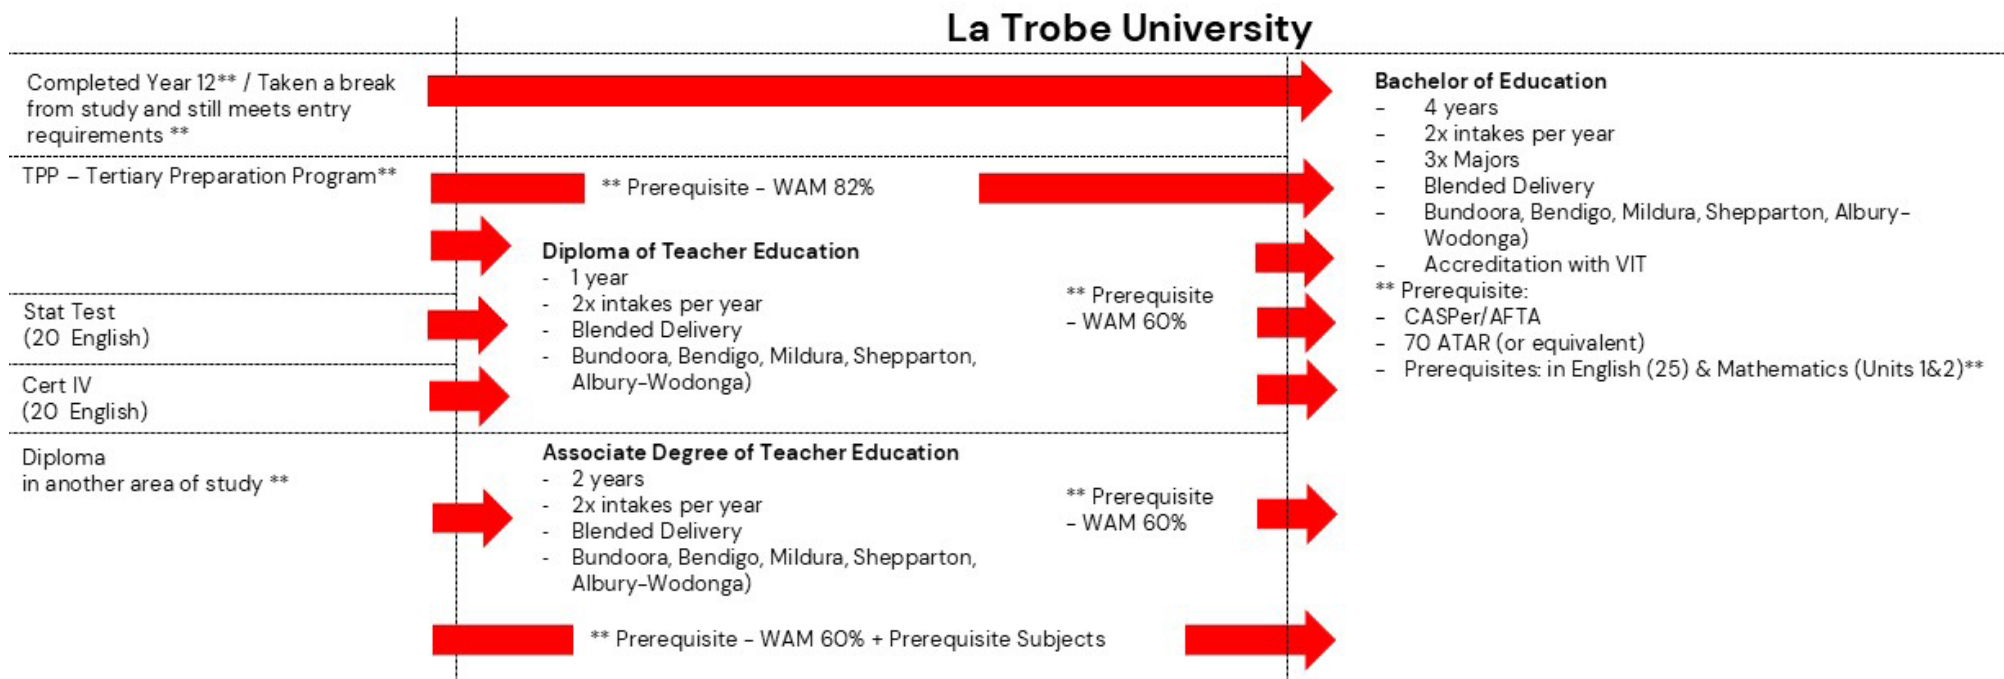 La Trobe University
Completed Year 12** / Taken a break
from study and still meets entry
requirements **
TPP – Tertiary Preparation Program**
** Prerequisite - WAM 82%
Diploma of Teacher Education
- 1 year
- 2x intakes per year
- Blended Delivery
- Bundoora, Bendigo, Mildura, Shepparton,
Albury-Wodonga)
** Prerequisite
- WAM 60%
Stat Test
(20 English)
Cert IV
(20 English)
Diploma
in another area of study **
Associate Degree of Teacher Education
- 2 years
- 2x intakes per year
- Blended Delivery
- Bundoora, Bendigo, Mildura, Shepparton,
Albury-Wodonga)
** Prerequisite
- WAM 60%
** Prerequisite - WAM 60% + Prerequisite Subjects
Bachelor of Education
- 4 years
- 2x intakes per year
- 3x Majors
- Blended Delivery
- Bundoora, Bendigo, Mildura, Shepparton, Albury-
Wodonga)
- Accreditation with VIT
** Prerequisite:
- CASPer/AFTA
- 70 ATAR (or equivalent)
- Prerequisites: in English (25) & Mathematics (Units 1&2)**